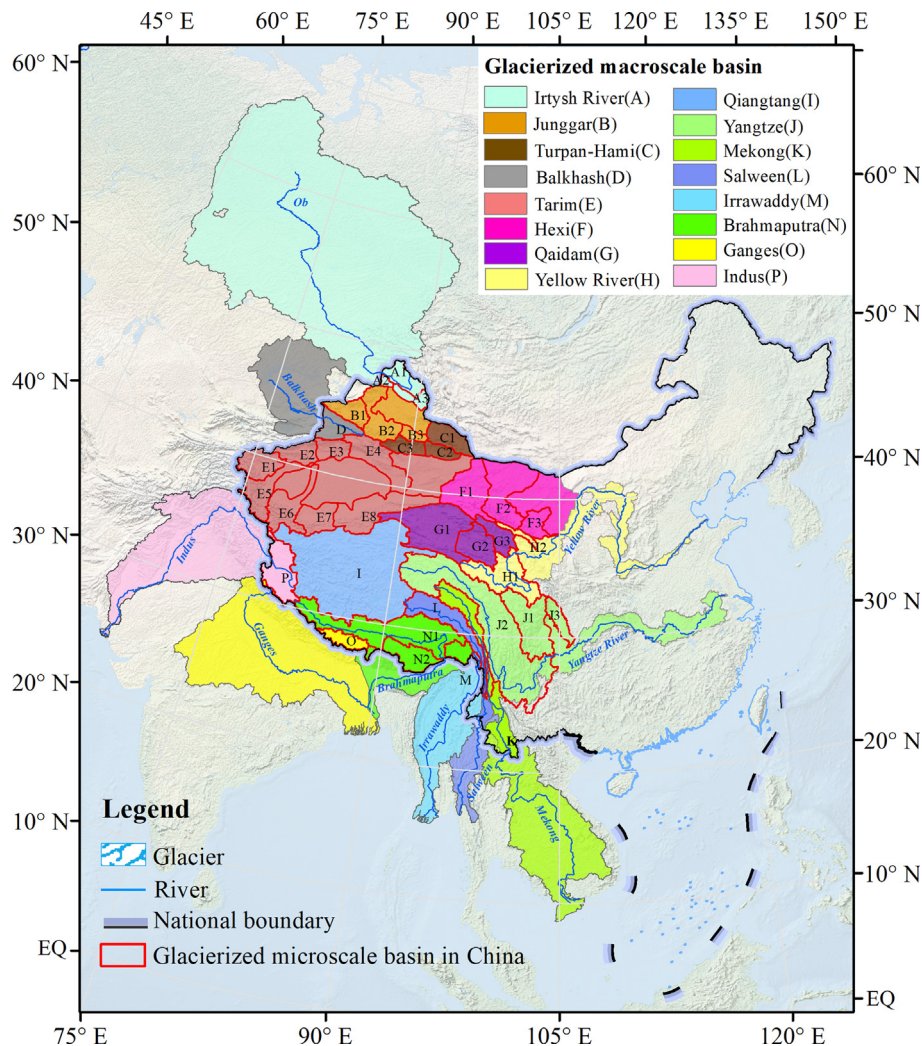 45° E 60° E 75° E 90° E 105° E 120° E 135° E 150° E
60° N
50° N
40° N
30° N
20° N
10° N
EQ
60° N
50° N
40° N
30° N
20° N
10° N
EQ
75° E 90° E 105° E 120° E
Glacierized macroscale basin
Irtysh River(A)
Junggar(B)
Turpan-Hami(C)
Balkhash(D)
Tarim(E)
Hexi(F)
Qaidam(G)
Yellow River(H)
Qiangtang(I)
Yangtze(J)
Mekong(K)
Salween(L)
Irrawaddy(M)
Brahmaputra(N)
Ganges(O)
Indus(P)
Ob
A1
A2
A3
Balkhash
D
B1
B2
B3
C1
C2
C3
E1
E2
E3
E4
E5
E6
E7
E8
F1
F2
F3
G1
G2
G3
N2
H1
Yellow River
Indus
P
I
L
J2
J1
J3
Yangtze River
Ganges
O
N1
N2
Brahmaputra
M
Irrawaddy
Salween
K
Mekong
Legend
Glacier
River
National boundary
Glacierized microscale basin in China